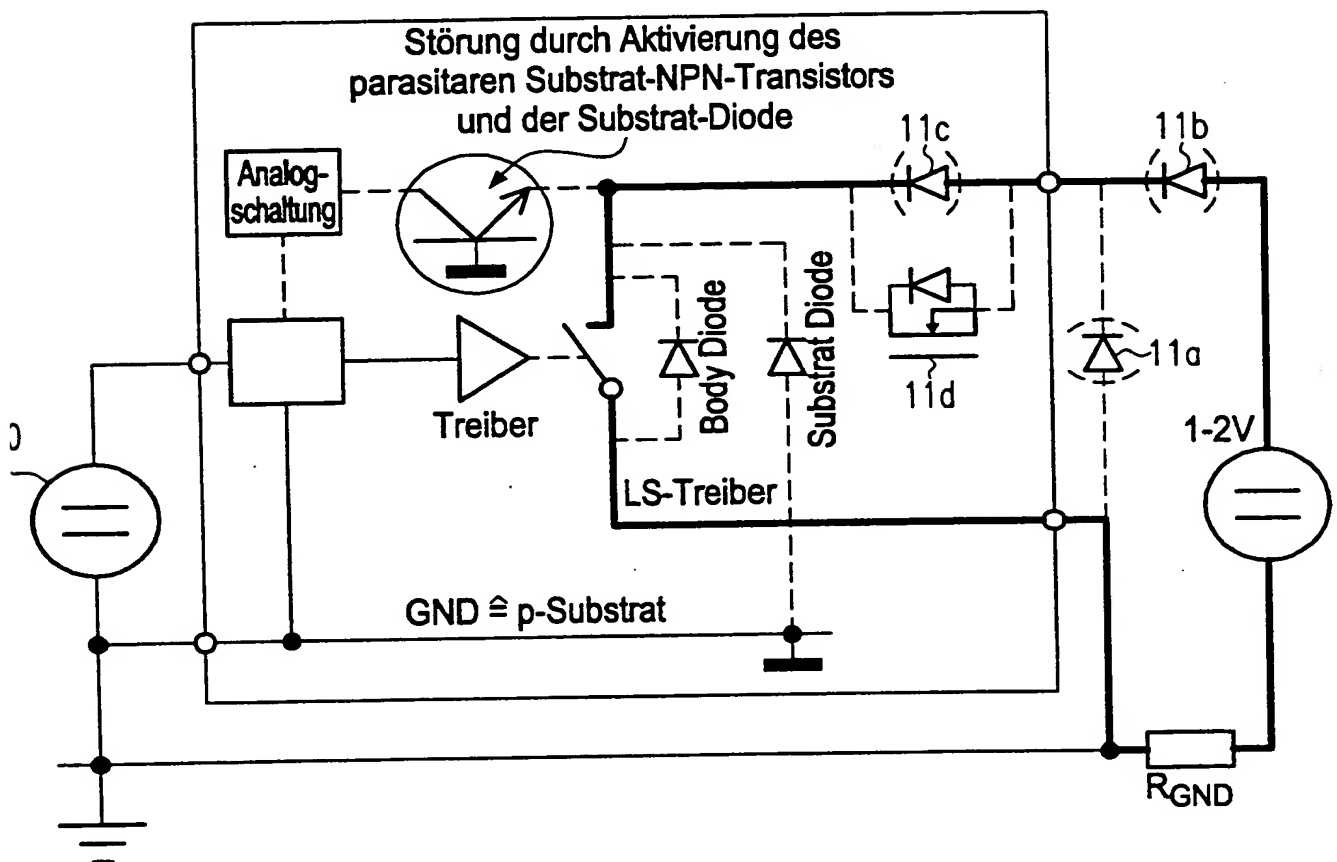 Störung durch Aktivierung des
parasitaren Substrat-NPN-Transistors
und der Substrat-Diode
11c
11b
Analog-
schaltung
Body Diode
Substrat Diode
11d
11a
Treiber
1-2V
LS-Treiber
GND ≙ p-Substrat
RGND